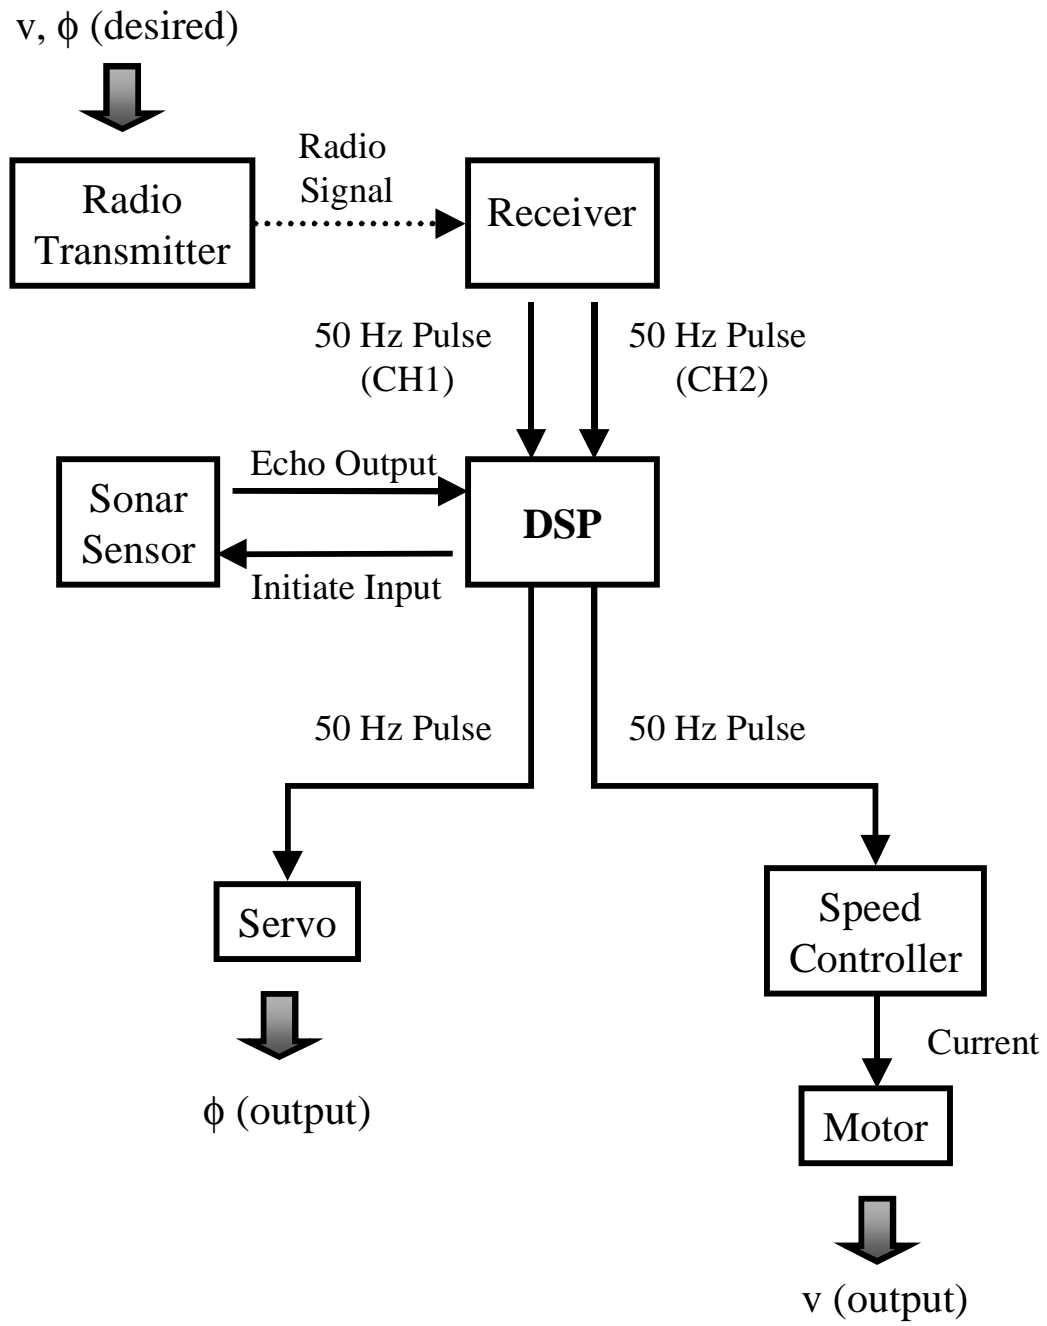 v, ϕ (desired)
Radio
Signal
Radio
Transmitter
Receiver
50 Hz Pulse
(CH1)
50 Hz Pulse
(CH2)
Echo Output
Sonar
Sensor
DSP
Initiate Input
50 Hz Pulse
50 Hz Pulse
Servo
Speed
Controller
Current
ϕ (output)
Motor
v (output)